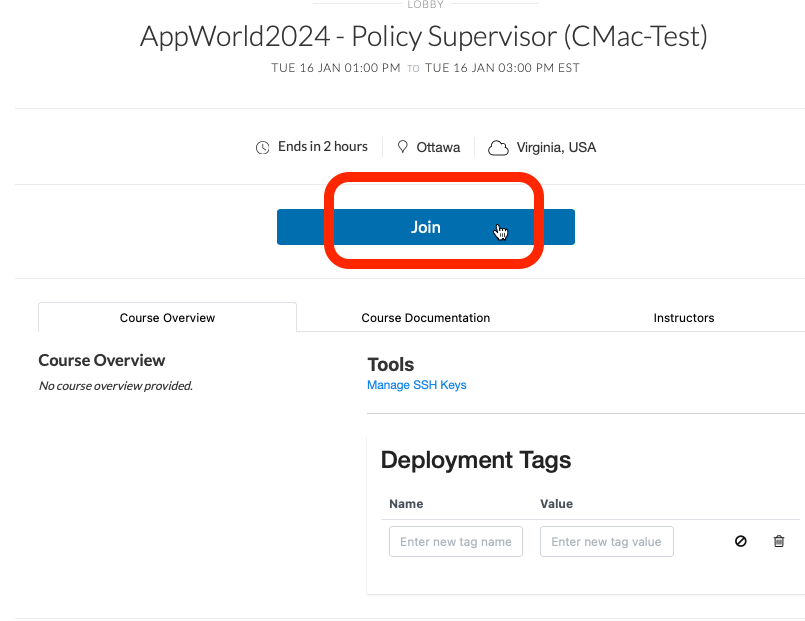 LOBBY
AppWorld2024 - Policy Supervisor (CMac-Test)
TUE 16 JAN 01:00 PM TO TUE 16 JAN 03:00 PM EST
Ends in 2 hours Ottawa Virginia, USA
Join
Course Overview Course Documentation Instructors
Course Overview
No course overview provided.
Tools
Manage SSH Keys
Deployment Tags
Name Value
Enter new tag name Enter new tag value